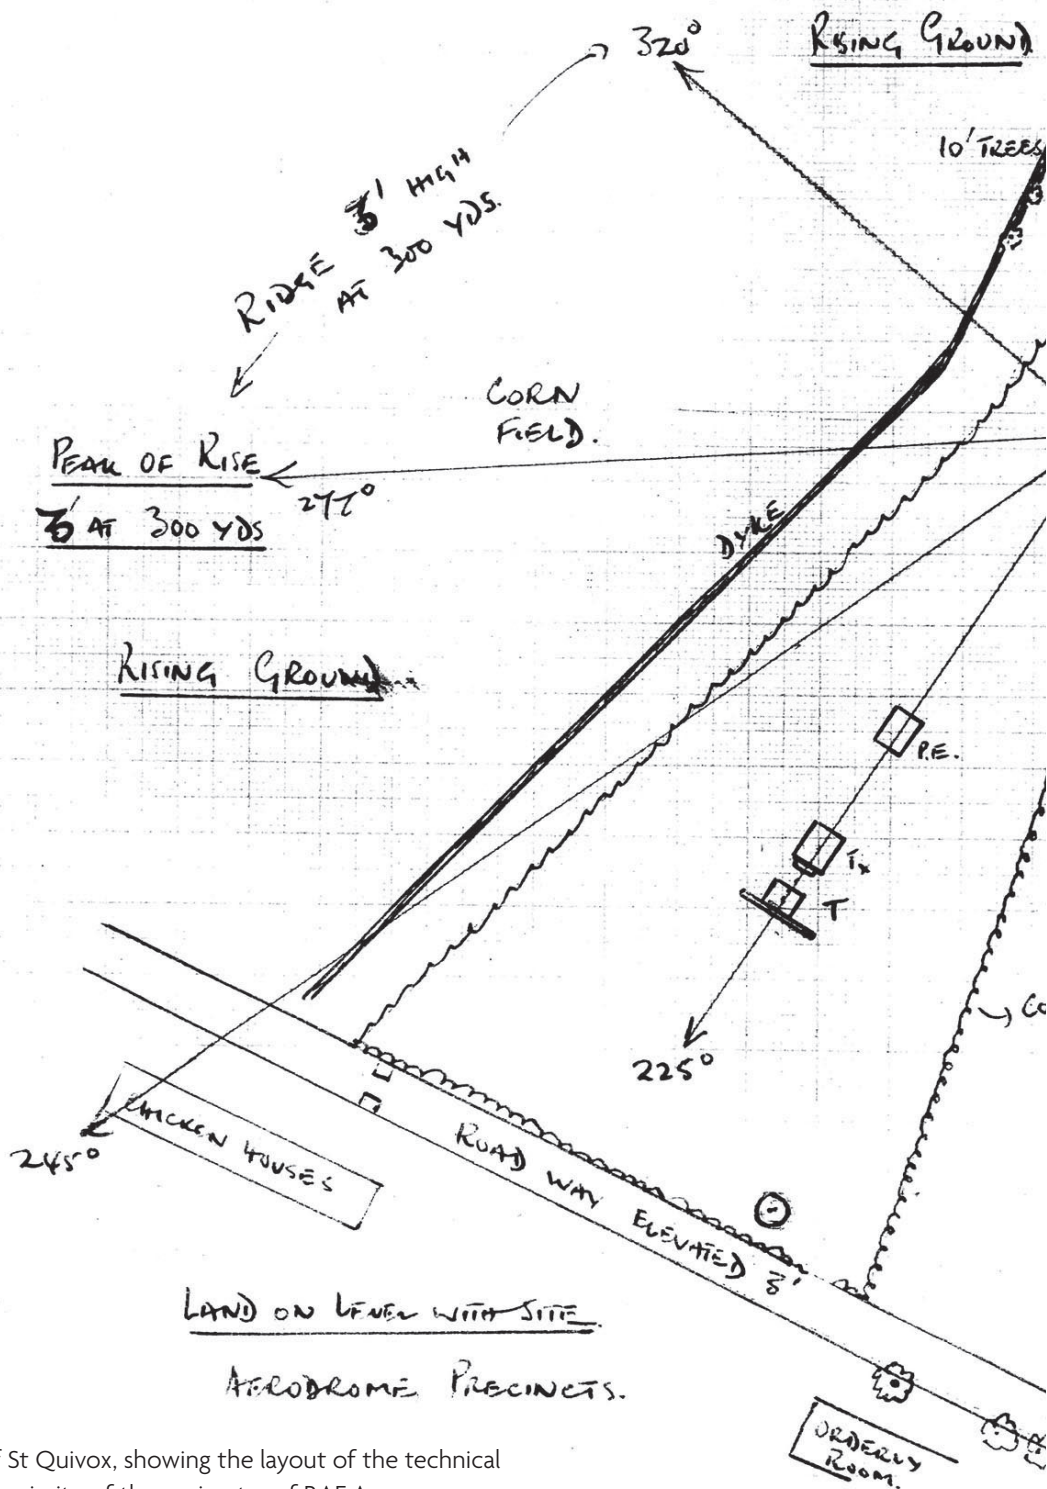 320°
RISING GROUND
10' TREES
RIDGE 3' HIGH
AT 300 YDS.
CORN
FIELD.
PEAK OF RISE
3' AT 300 YDS
277°
DYKE
RISING GROUND
P.E.
Tx
T
225°
CHICKEN HOUSES
245°
ROAD WAY ELEVATED 3'
LAND ON LEVEL WITH SITE
AERODROME PRECINCTS.
ORDERLY
ROOM.
St Quivox, showing the layout of the technical